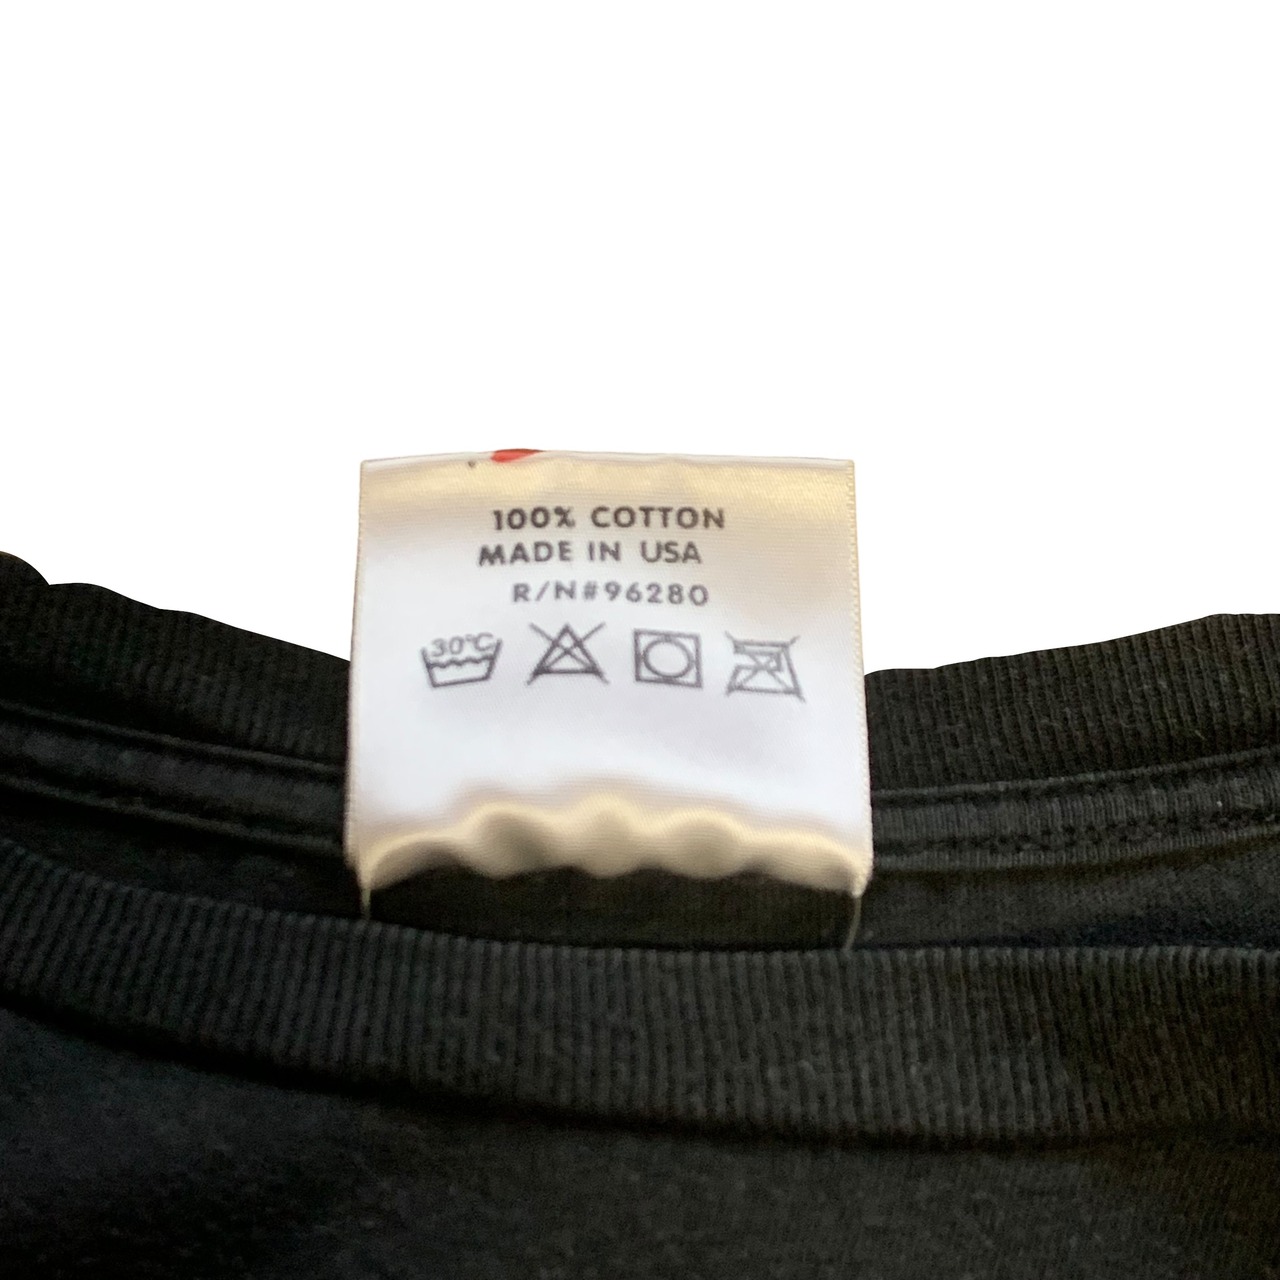 100% COTTON
MADE IN USA
R/N#96280
30°C